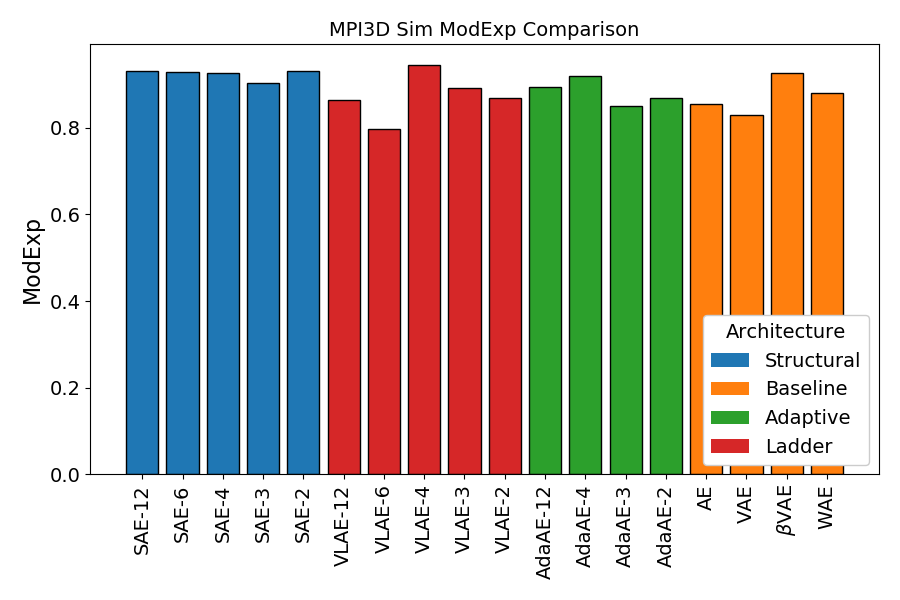 MPI3D Sim ModExp Comparison
ModExp
0.8
0.6
0.4
0.2
0.0
SAE-12
SAE-6
SAE-4
SAE-3
SAE-2
VLAE-12
VLAE-6
VLAE-4
VLAE-3
VLAE-2
AdaAE-12
AdaAE-4
AdaAE-3
AdaAE-2
AE
VAE
βVAE
WAE
Architecture
Structural
Baseline
Adaptive
Ladder